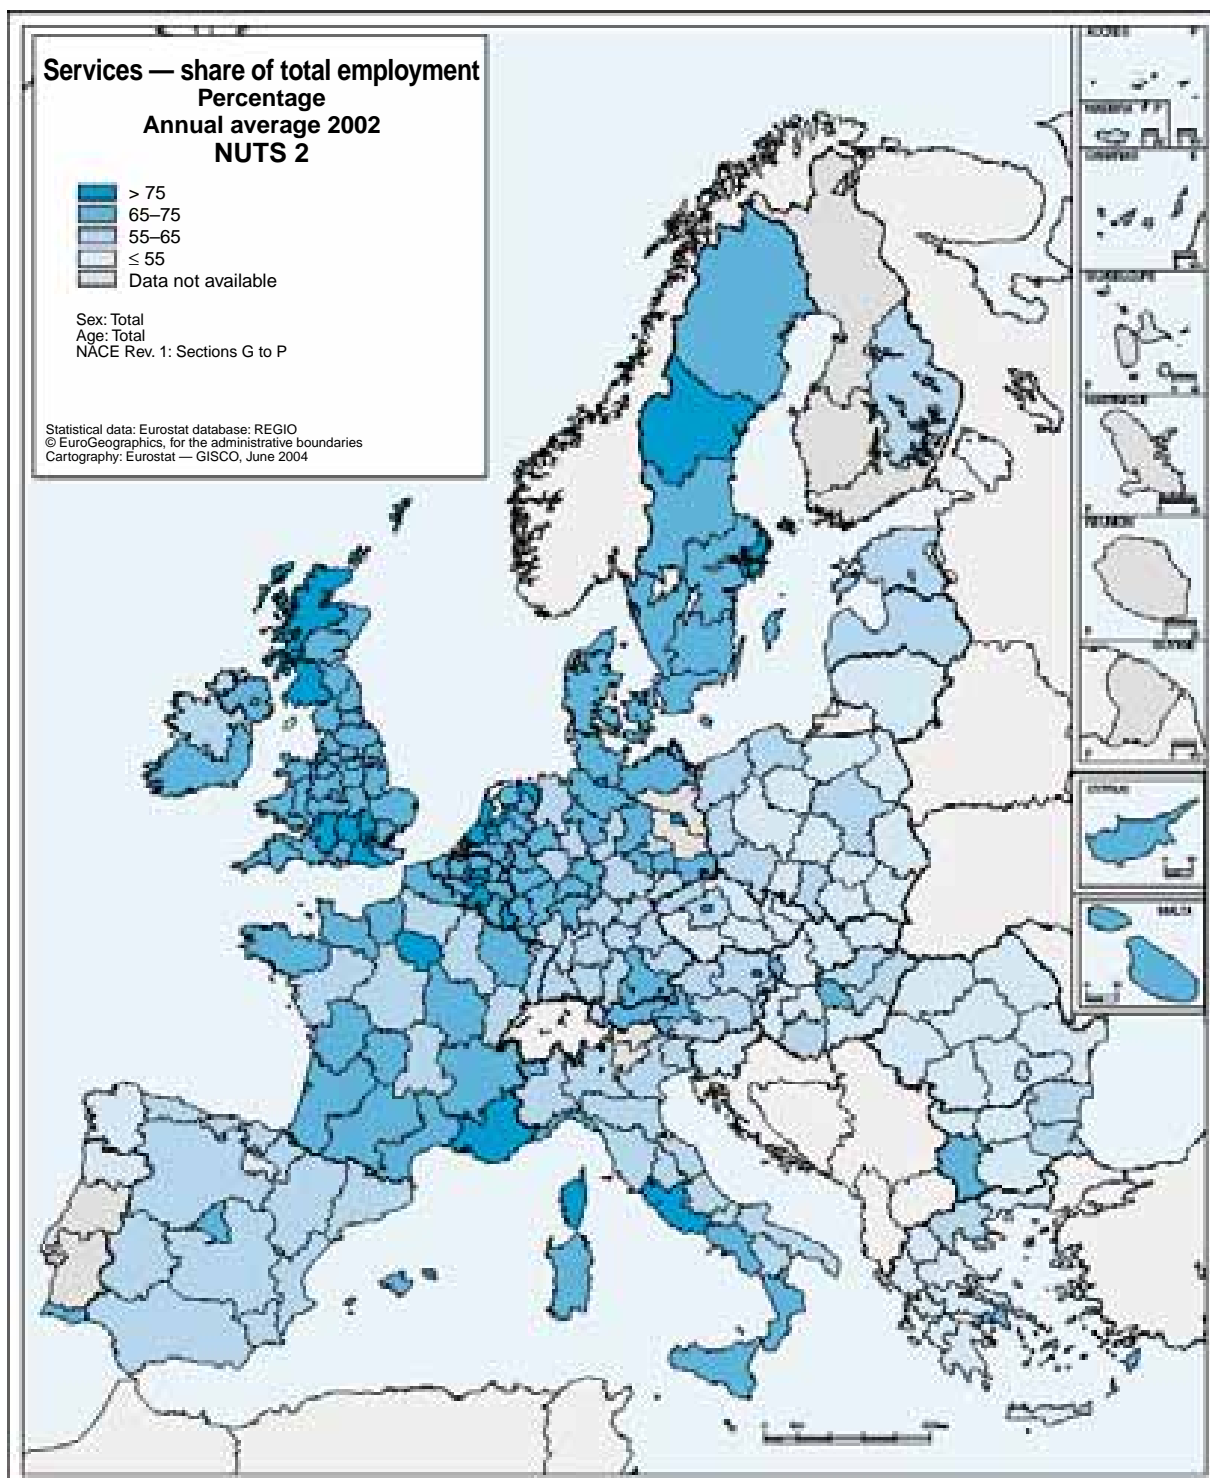 Services — share of total employment
Percentage
Annual average 2002
NUTS 2
> 75
65–75
55–65
≤ 55
Data not available
Sex: Total
Age: Total
NACE Rev. 1: Sections G to P
Statistical data: Eurostat database: REGIO
© EuroGeographics, for the administrative boundaries
Cartography: Eurostat — GISCO, June 2004
CYPRUS
MALTA